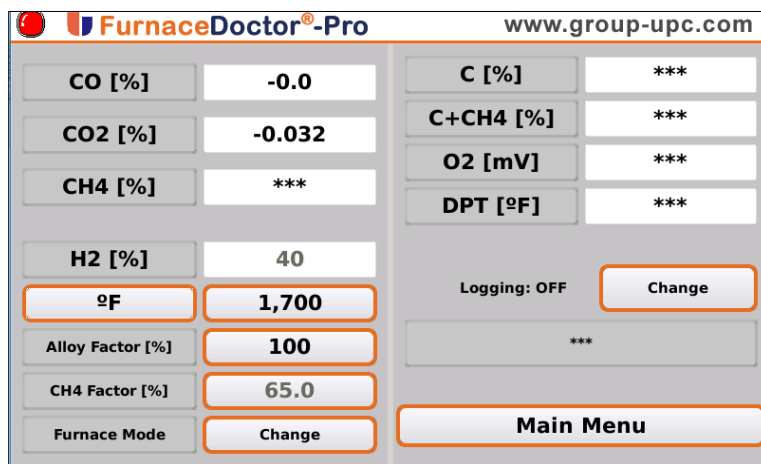 FurnaceDoctor®-Pro
www.group-upc.com
CO [%] -0.0
CO2 [%] -0.032
CH4 [%] ***
H2 [%] 40
ºF 1,700
Alloy Factor [%] 100
CH4 Factor [%] 65.0
Furnace Mode Change
C [%] ***
C+CH4 [%] ***
O2 [mV] ***
DPT [ºF] ***
Logging: OFF Change
***
Main Menu